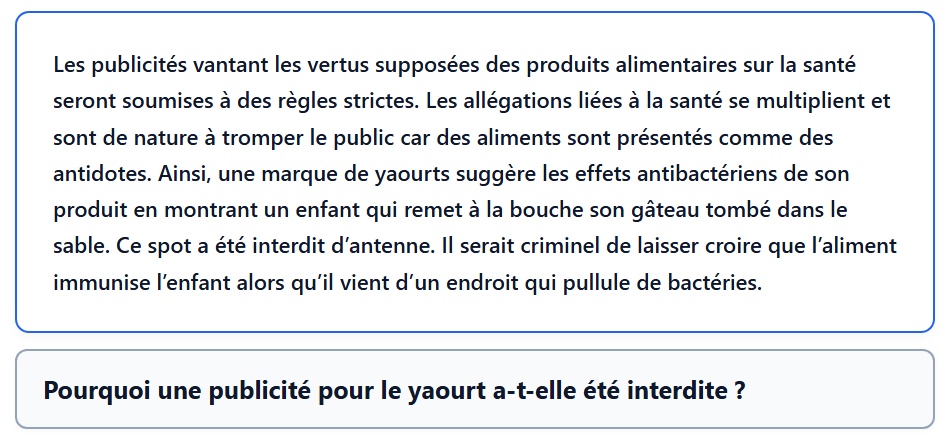 Les publicités vantant les vertus supposées des produits alimentaires sur la santé
seront soumises à des règles strictes. Les allégations liées à la santé se multiplient et
sont de nature à tromper le public car des aliments sont présentés comme des
antidotes. Ainsi, une marque de yaourts suggère les effets antibactériens de son
produit en montrant un enfant qui remet à la bouche son gâteau tombé dans le
sable. Ce spot a été interdit d’antenne. Il serait criminel de laisser croire que l’aliment
immunise l’enfant alors qu’il vient d’un endroit qui pullule de bactéries.
Pourquoi une publicité pour le yaourt a-t-elle été interdite ?